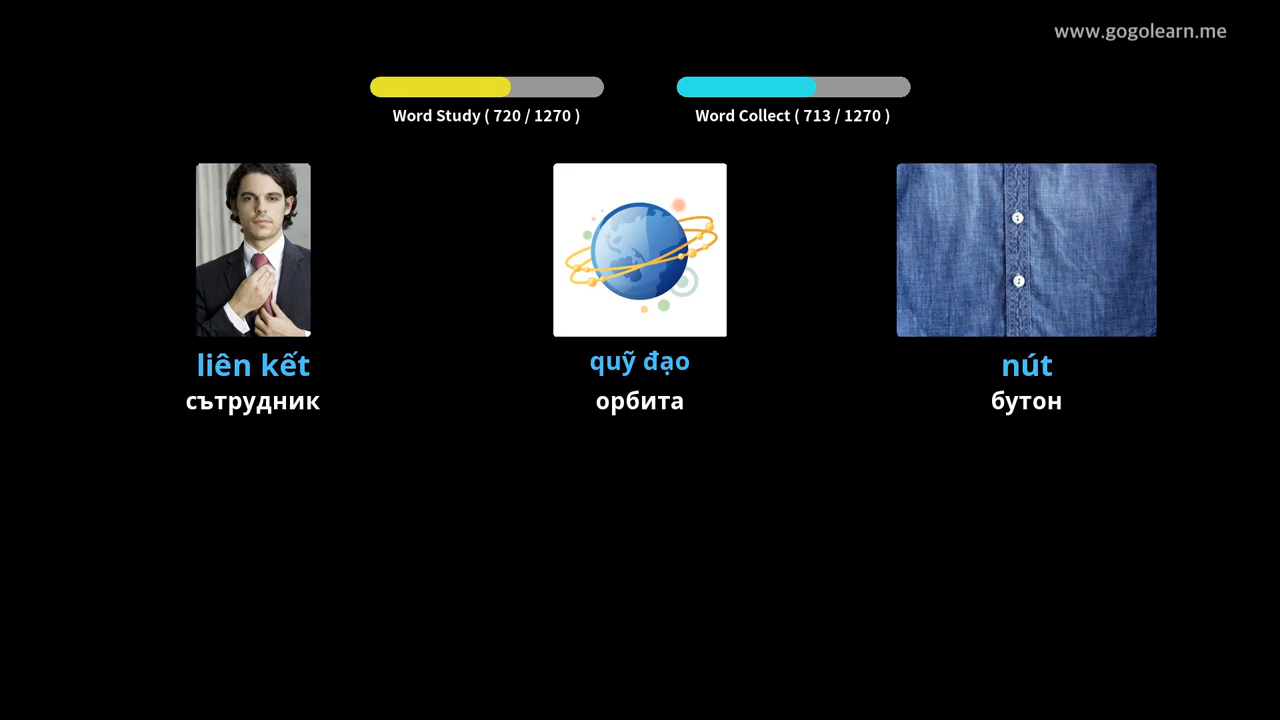 www.gogolearn.me
Word Study ( 720 / 1270 )
Word Collect ( 713 / 1270 )
liên kết
сътрудник
quỹ đạo
орбита
nút
бутон